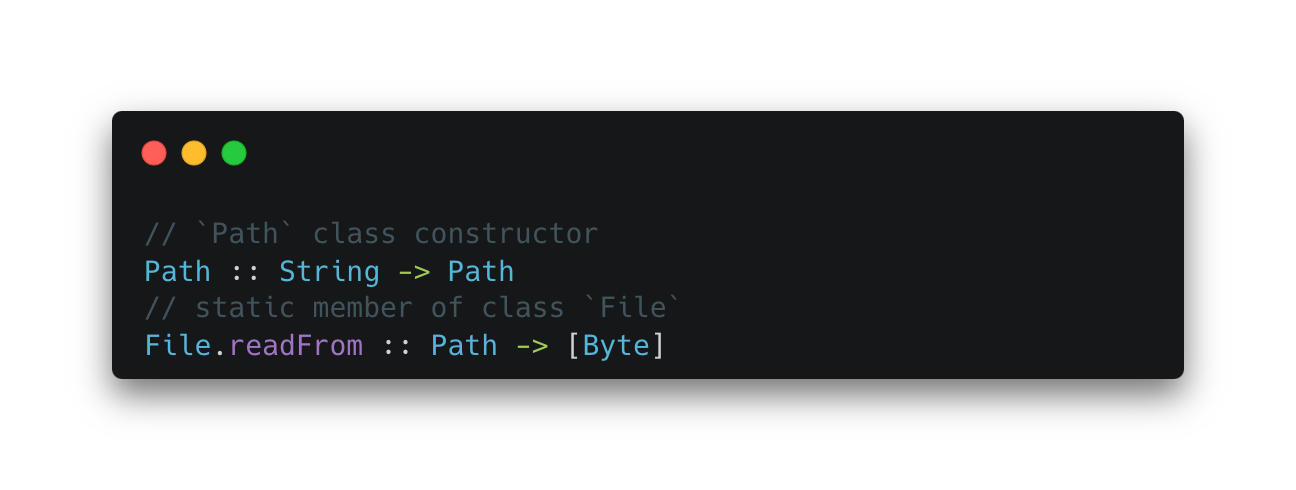 // `Path` class constructor
Path :: String -> Path
// static member of class `File`
File.readFrom :: Path -> [Byte]